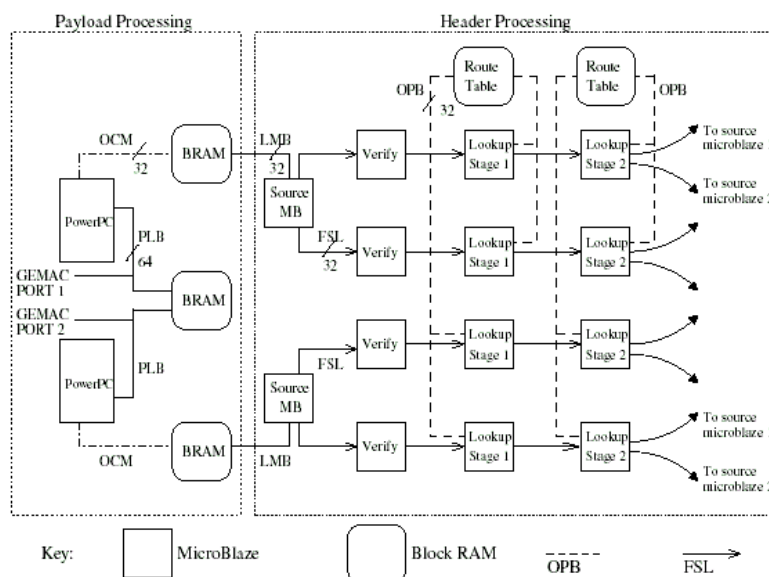 Payload Processing
Header Processing
Route
Table
Route
Table
OPB
32
OPB
OCM
32
BRAM
LMB
32
Verify
Lookup
Stage 1
Lookup
Stage 2
To source
microblaze
To source
microblaze 2
PowerPC
Source
MB
PLB
64
FSL
32
Verify
Lookup
Stage 1
Lookup
Stage 2
GEMAC
PORT 1
BRAM
GEMAC
PORT 2
PowerPC
PLB
FSL
Source
MB
Verify
Lookup
Stage 1
Lookup
Stage 2
OCM
BRAM
LMB
Verify
Lookup
Stage 1
Lookup
Stage 2
To source
microblaze
To source
microblaze 2
Key:
MicroBlaze
Block RAM
OPB
FSL